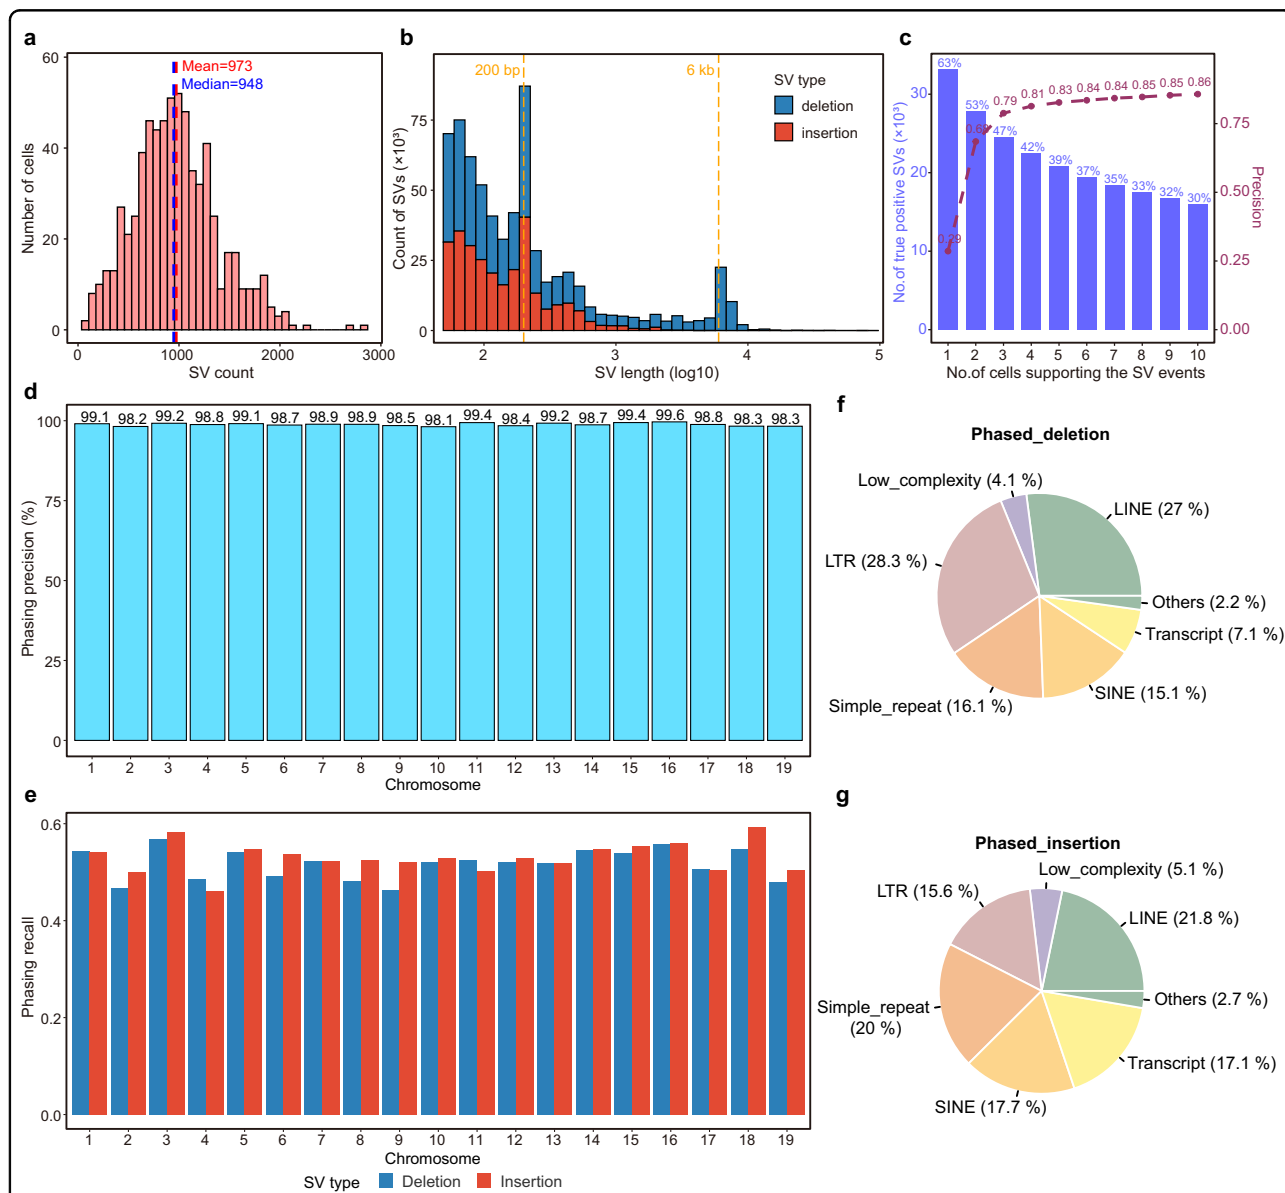 a
60
40
20
0
Number of cells
Mean=973
Median=948
0 1000 2000 3000
SV count
b
200 bp
6 kb
SV type
deletion
insertion
75
50
25
0
Count of SVs (×10³)
2 3 4 5
SV length (log10)
c
63%
53%
47%
42%
39%
37%
35%
33%
32%
30%
0.29
0.68
0.79
0.81
0.83
0.84
0.84
0.85
0.85
0.86
30
20
10
0
No.of true positive SVs (×10³)
0.75
0.50
0.25
0.00
Precision
1 2 3 4 5 6 7 8 9 10
No.of cells supporting the SV events
d
100
75
50
25
0
Phasing precision (%)
99.1 98.2 99.2 98.8 99.1 98.7 98.9 98.9 98.5 98.1 99.4 98.4 99.2 98.7 99.4 99.6 98.8 98.3 98.3
1 2 3 4 5 6 7 8 9 10 11 12 13 14 15 16 17 18 19
Chromosome
e
0.6
0.4
0.2
0.0
Phasing recall
1 2 3 4 5 6 7 8 9 10 11 12 13 14 15 16 17 18 19
Chromosome
SV type Deletion Insertion
f
Phased_deletion
Low_complexity (4.1 %)
LINE (27 %)
LTR (28.3 %)
Others (2.2 %)
Transcript (7.1 %)
SINE (15.1 %)
Simple_repeat (16.1 %)
g
Phased_insertion
Low_complexity (5.1 %)
LTR (15.6 %)
LINE (21.8 %)
Simple_repeat
(20 %)
Others (2.7 %)
Transcript (17.1 %)
SINE (17.7 %)